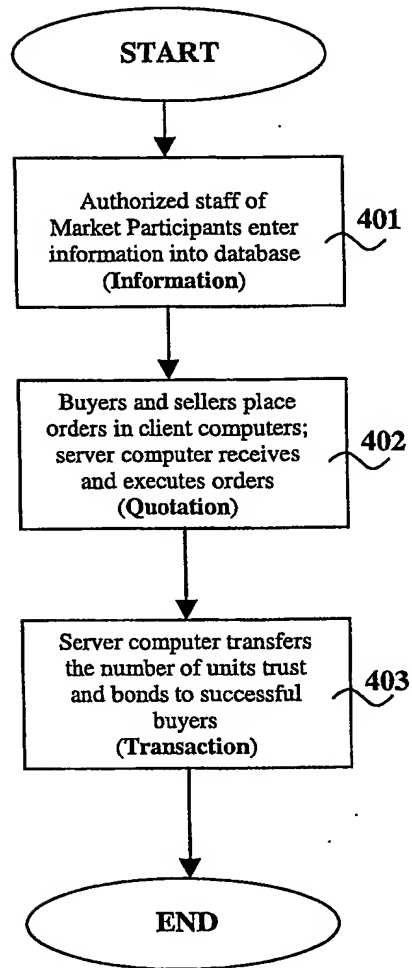 START
Authorized staff of
Market Participants enter
information into database
(Information)
401
Buyers and sellers place
orders in client computers;
server computer receives
and executes orders
(Quotation)
402
Server computer transfers
the number of units trust
and bonds to successful
buyers
(Transaction)
403
END